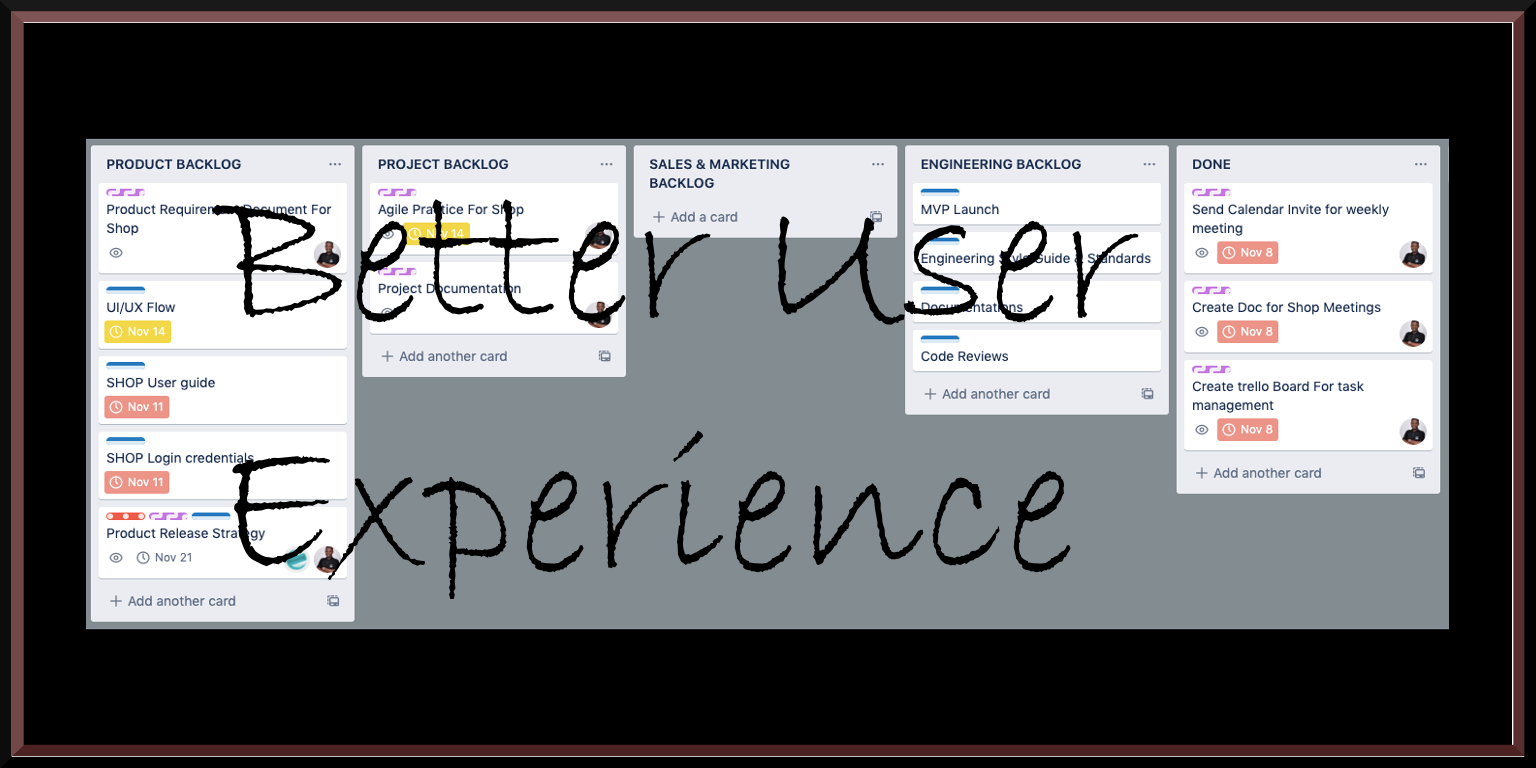 PRODUCT BACKLOG
Product Requirement Document For
Shop
UI/UX Flow
Nov 14
SHOP User guide
Nov 11
SHOP Login credentials
Nov 11
Product Release Strategy
Nov 21
+ Add another card
PROJECT BACKLOG
Agile Practice For Shop
Nov 14
Project Documentation
+ Add another card
SALES & MARKETING
BACKLOG
+ Add a card
ENGINEERING BACKLOG
MVP Launch
Engineering Style Guide & Standards
Documentations
Code Reviews
+ Add another card
DONE
Send Calendar Invite for weekly
meeting
Nov 8
Create Doc for Shop Meetings
Nov 8
Create trello Board For task
management
Nov 8
+ Add another card
Better User
Experience